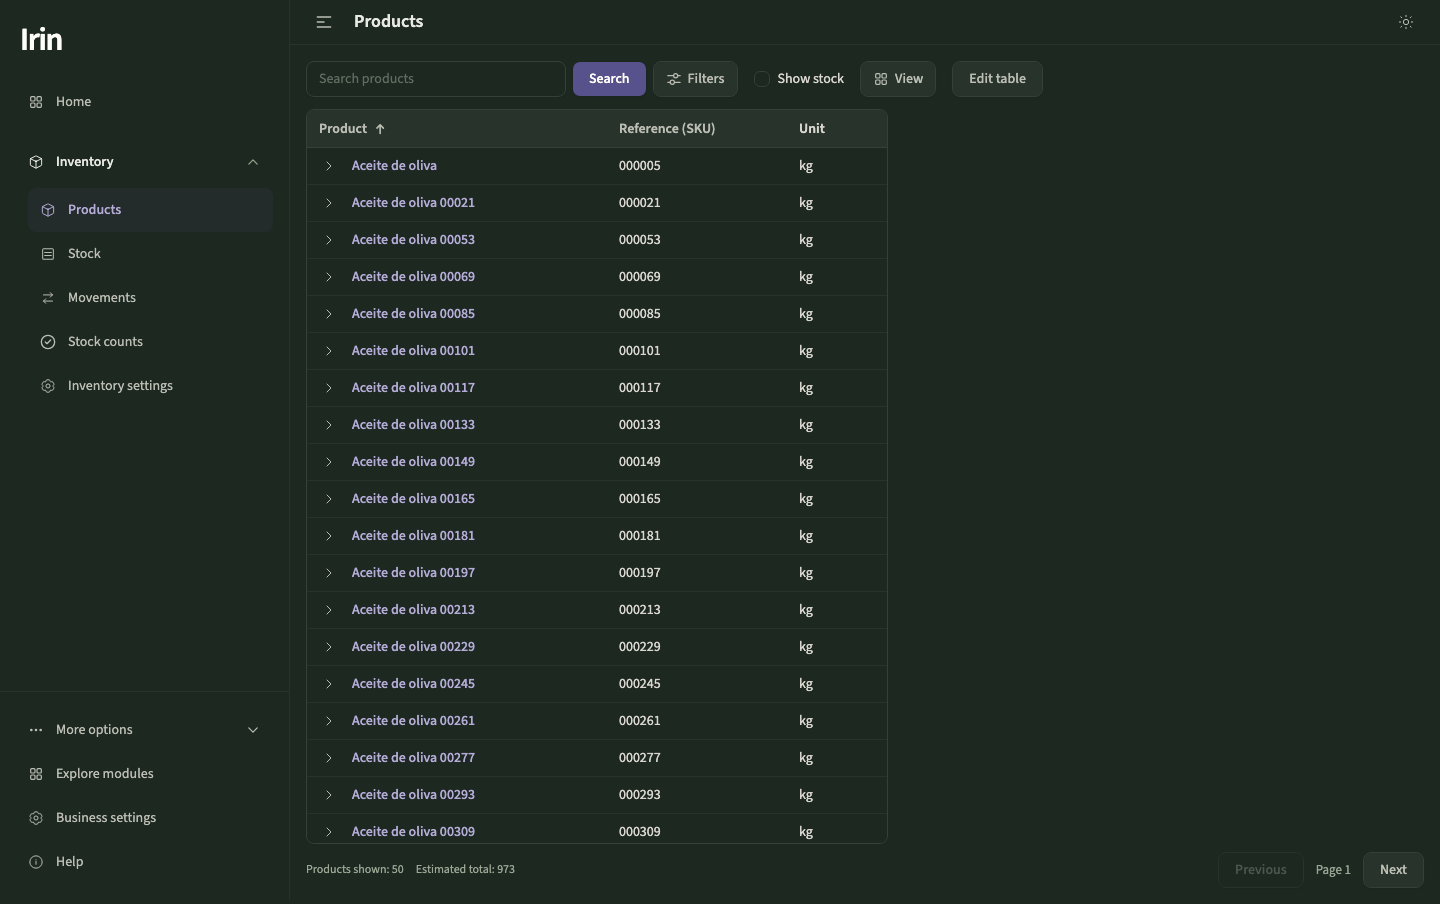 Irin
Home
Inventory
Products
Stock
Movements
Stock counts
Inventory settings
More options
Explore modules
Business settings
Help
Products
Search products Search Filters Show stock View Edit table
Product Reference (SKU) Unit
Aceite de oliva 000005 kg
Aceite de oliva 00021 000021 kg
Aceite de oliva 00053 000053 kg
Aceite de oliva 00069 000069 kg
Aceite de oliva 00085 000085 kg
Aceite de oliva 00101 000101 kg
Aceite de oliva 00117 000117 kg
Aceite de oliva 00133 000133 kg
Aceite de oliva 00149 000149 kg
Aceite de oliva 00165 000165 kg
Aceite de oliva 00181 000181 kg
Aceite de oliva 00197 000197 kg
Aceite de oliva 00213 000213 kg
Aceite de oliva 00229 000229 kg
Aceite de oliva 00245 000245 kg
Aceite de oliva 00261 000261 kg
Aceite de oliva 00277 000277 kg
Aceite de oliva 00293 000293 kg
Aceite de oliva 00309 000309 kg
Products shown: 50 Estimated total: 973 Previous Page 1 Next